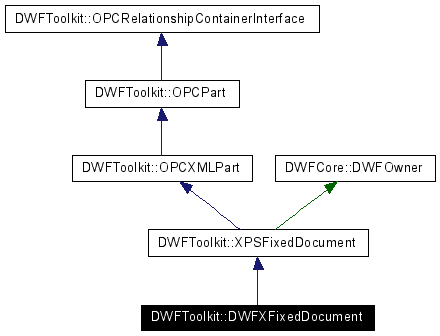 DWFToolkit::OPCRelationshipContainerInterface
DWFToolkit::OPCPart
DWFToolkit::OPCXMLPart
DWFCore::DWFOwner
DWFToolkit::XPSFixedDocument
DWFToolkit::DWFXFixedDocument